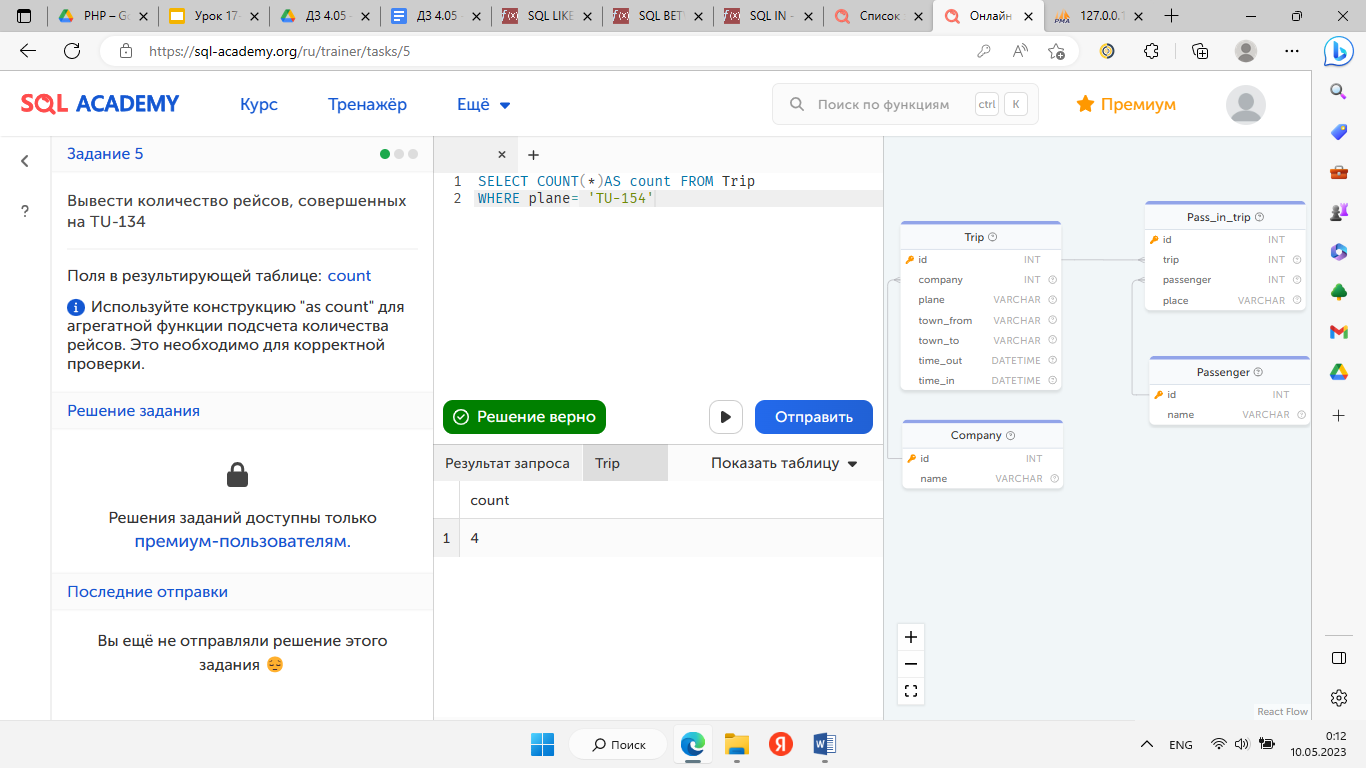 PHP – Go
Урок 17-
ДЗ 4.05 -
ДЗ 4.05 -
SQL LIKE
SQL BETV
SQL IN -
Список
Онлайн
127.0.0.1
https://sql-academy.org/ru/trainer/tasks/5
SQL ACADEMY
Курс
Тренажёр
Ещё
Поиск по функциям
ctrl
K
Премиум
Задание 5
Вывести количество рейсов, совершенных
на TU-134
Поля в результирующей таблице: count
Используйте конструкцию "as count" для
агрегатной функции подсчета количества
рейсов. Это необходимо для корректной
проверки.
Решение задания
Решения заданий доступны только
премиум-пользователям.
Последние отправки
Вы ещё не отправляли решение этого
задания 😔
1 SELECT COUNT(*)AS count FROM Trip
2 WHERE plane= 'TU-154'
Решение верно
Отправить
Результат запроса
Trip
Показать таблицу
count
1 4
Trip
id INT
company INT
plane VARCHAR
town_from VARCHAR
town_to VARCHAR
time_out DATETIME
time_in DATETIME
Company
id INT
name VARCHAR
Pass_in_trip
id INT
trip INT
passenger INT
place VARCHAR
Passenger
id INT
name VARCHAR
React Flow
Поиск
ENG
0:12
10.05.2023